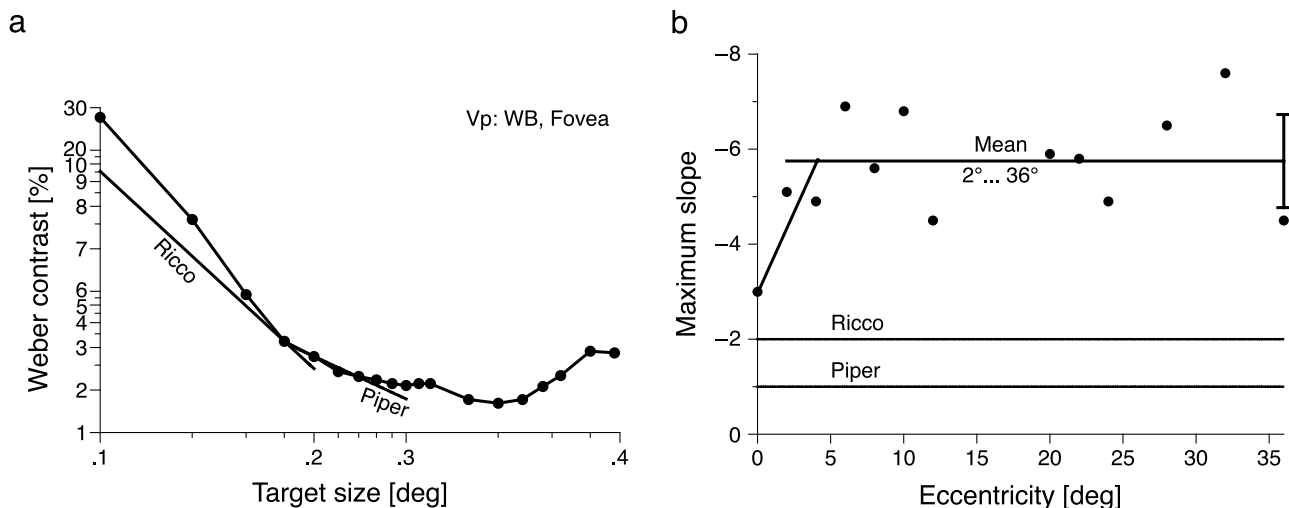 a
Vp: WB, Fovea
Weber contrast [%]
30
20
10
9
8
7
6
5
4
3
2
1
Ricco
Piper
.1
.2
.3
.4
Target size [deg]
b
Maximum slope
–8
–6
–4
–2
0
Mean
2°... 36°
Ricco
Piper
0
5
10
15
20
25
30
35
Eccentricity [deg]